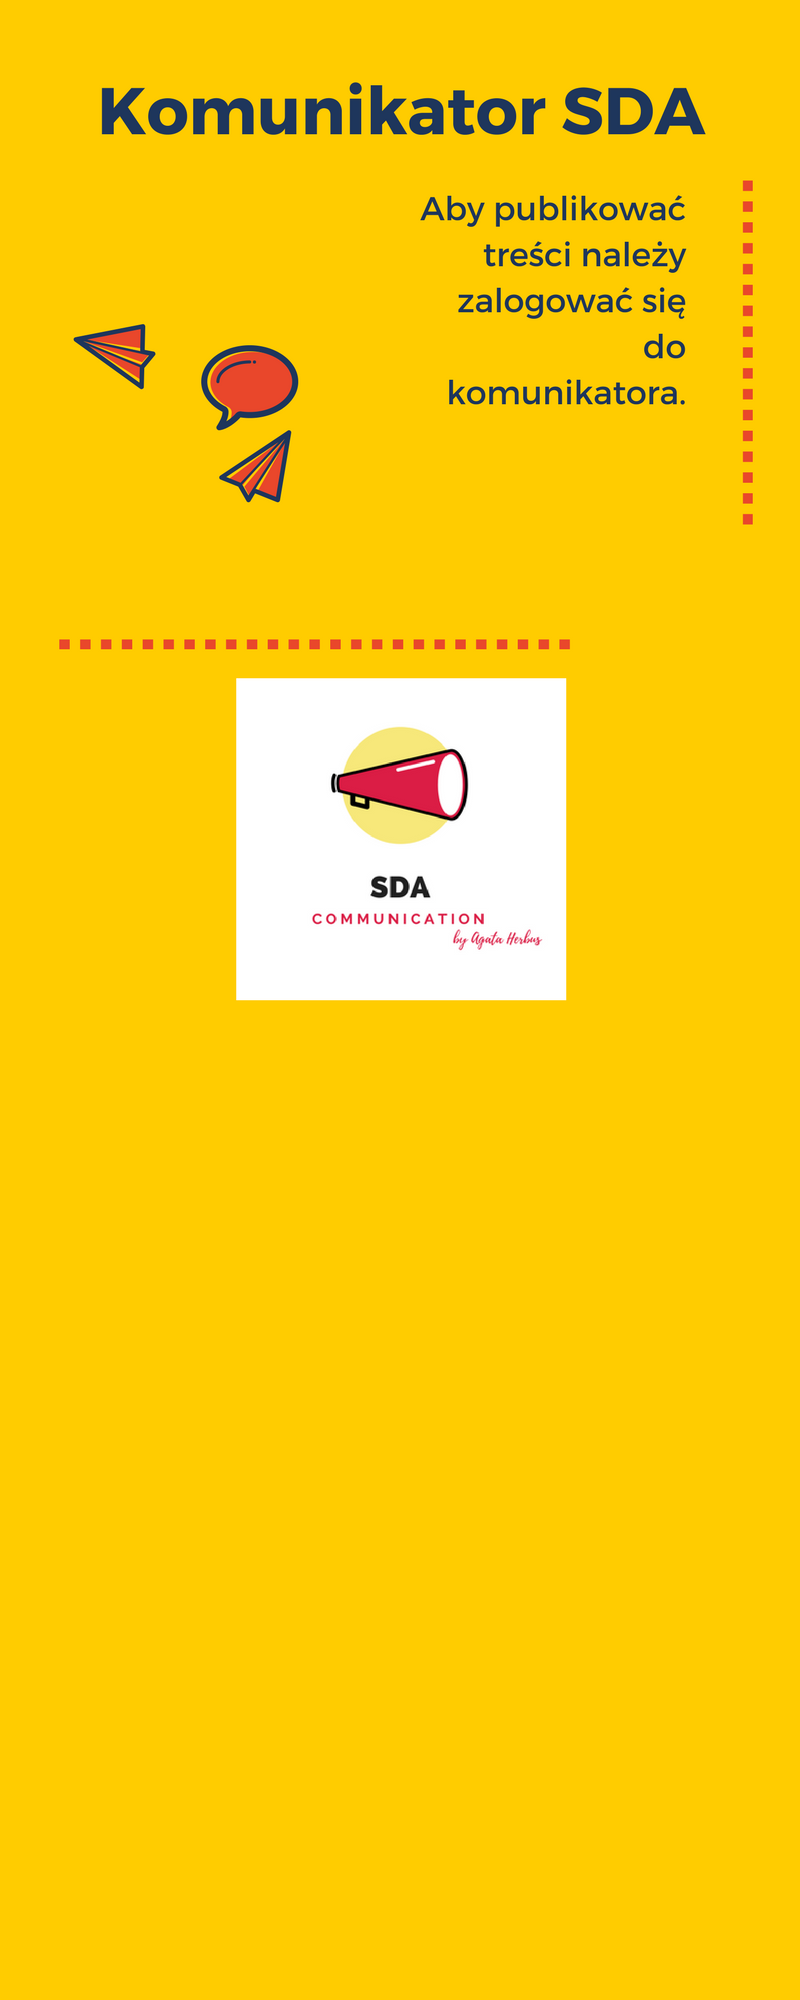 Komunikator SDA
Aby publikować
treści należy
zalogować się
do
komunikatora.
SDA
COMMUNICATION
by Agata Herbus